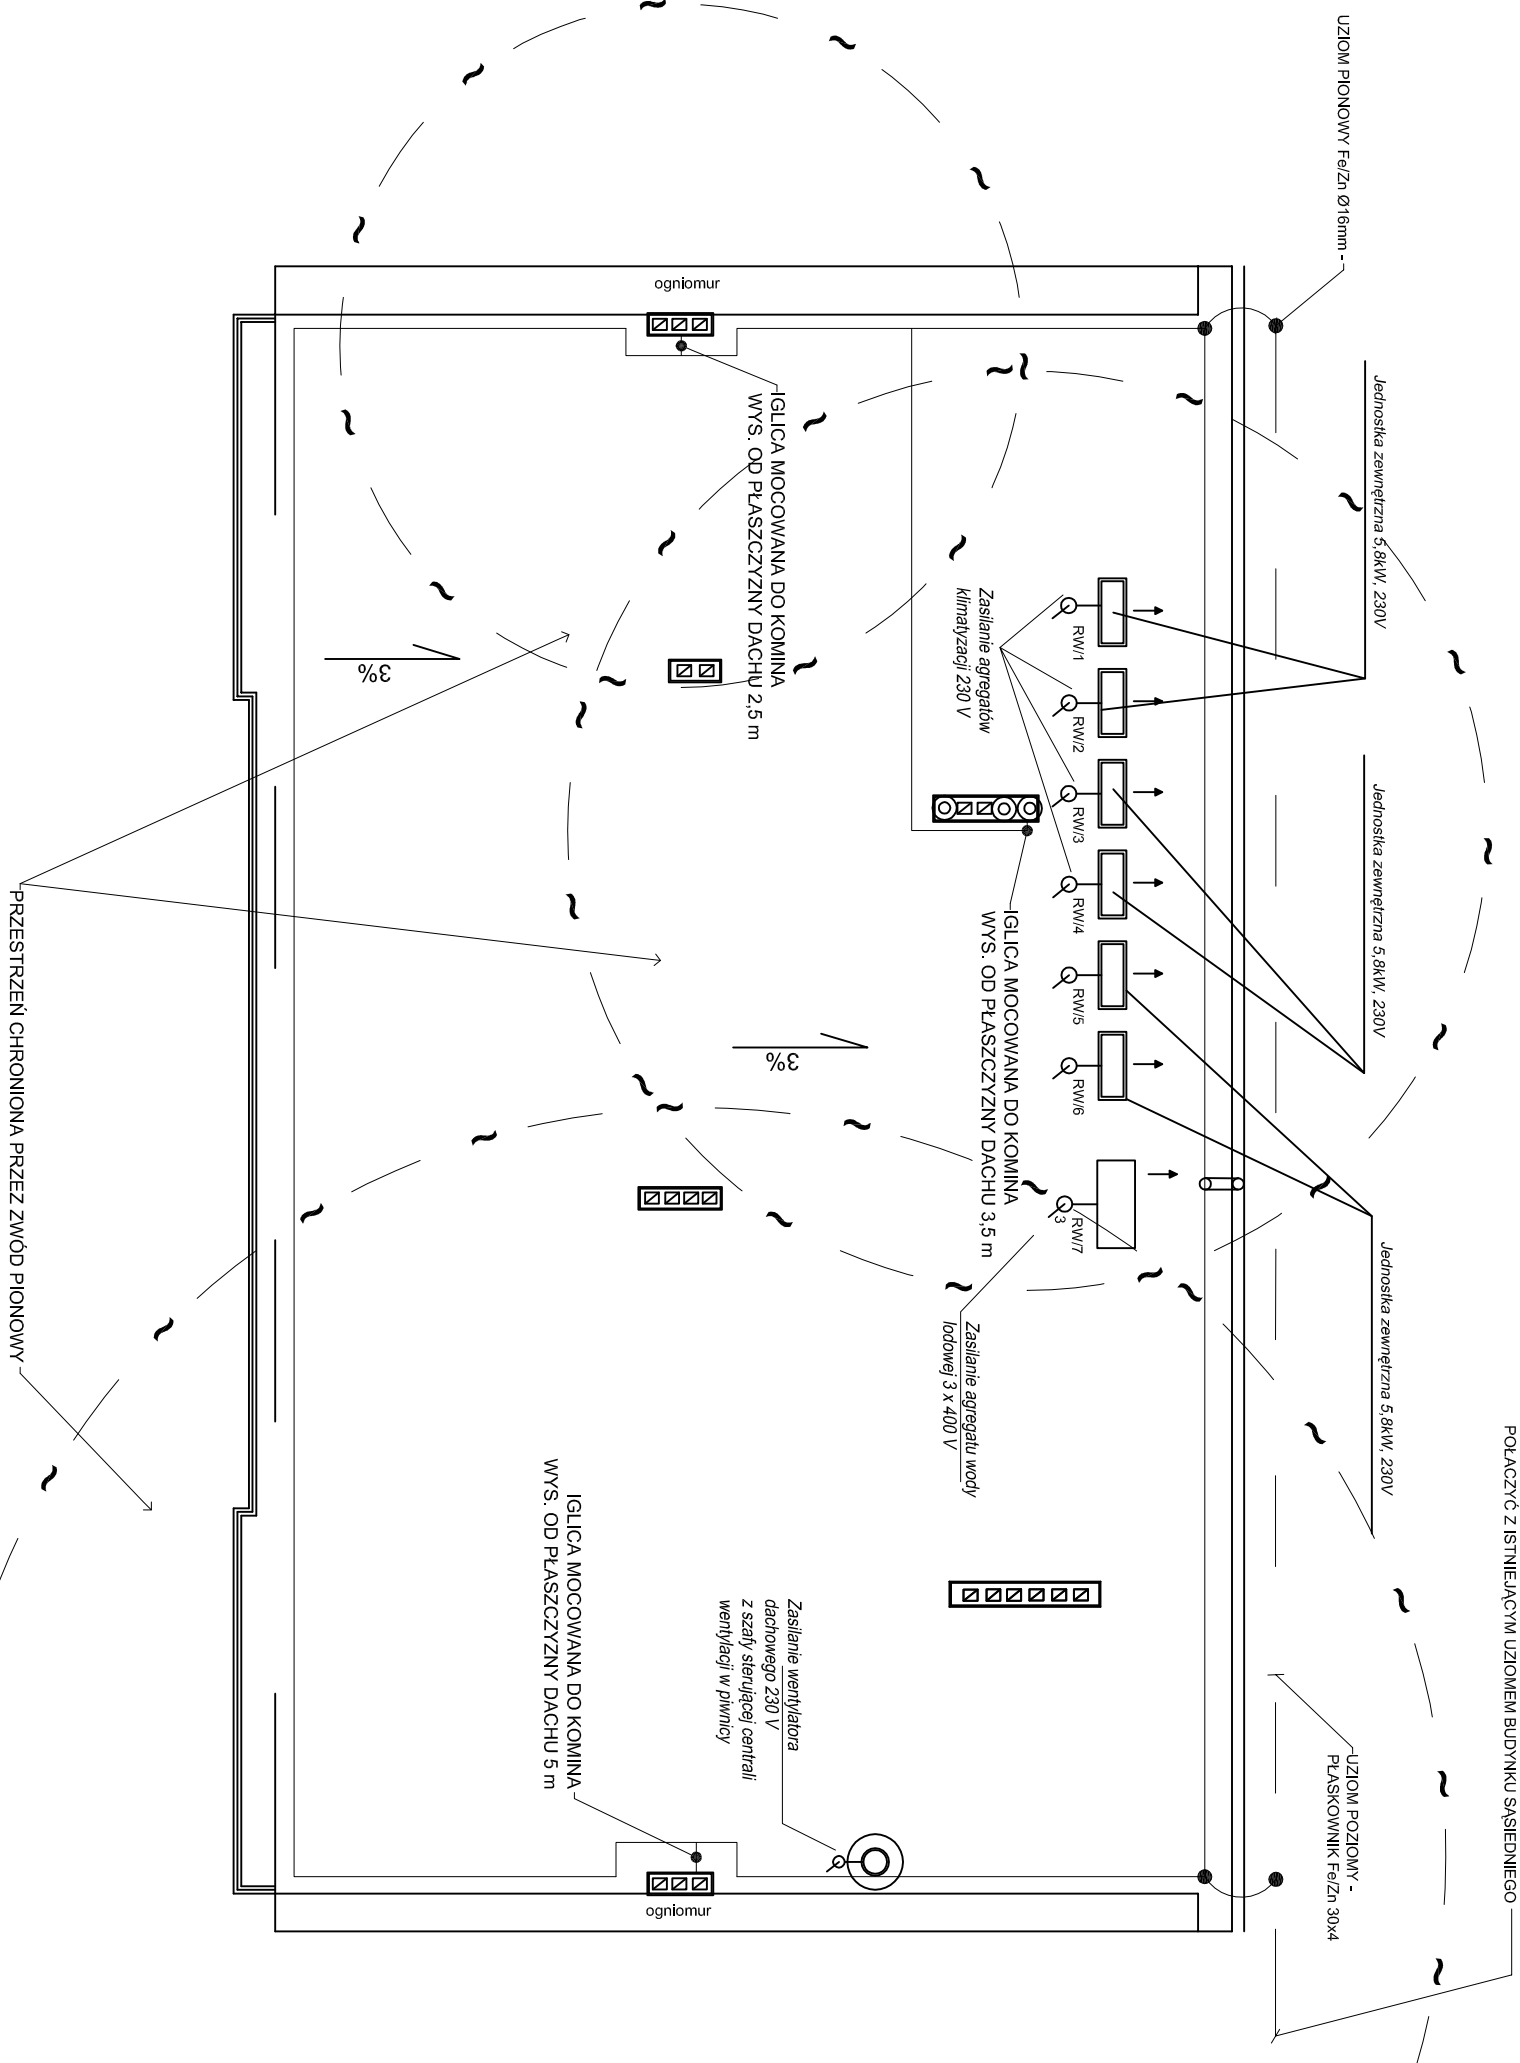 POŁACZYĆ Z ISTNIEJĄCYM UZIOMEM BUDYNKU SĄSIEDNIEGO
UZIOM PIONOWY Fe/Zn Ø16mm -
Jednostka zewnętrzna 5,8kW, 230V
Jednostka zewnętrzna 5,8kW, 230V
Jednostka zewnętrzna 5,8kW, 230V
UZIOM POZIOMY -
PŁASKOWNIK Fe/Zn 30x4
RW/1
RW/2
RW/3
RW/4
RW/5
RW/6
RW/7
3
Zasilanie agregatów
klimatyzacji 230 V
IGLICA MOCOWANA DO KOMINA
WYS. OD PŁASZCZYZNY DACHU 3,5 m
Zasilanie agregatu wody
lodowej 3 x 400 V
ogniomur
IGLICA MOCOWANA DO KOMINA
WYS. OD PŁASZCZYZNY DACHU 2,5 m
3%
3%
Zasilanie wentylatora
dachowego 230 V
z szafy sterującej centrali
wentylacji w piwnicy
IGLICA MOCOWANA DO KOMINA
WYS. OD PŁASZCZYZNY DACHU 5 m
ogniomur
PRZESTRZEŃ CHRONIONA PRZEZ ZWÓD PIONOWY